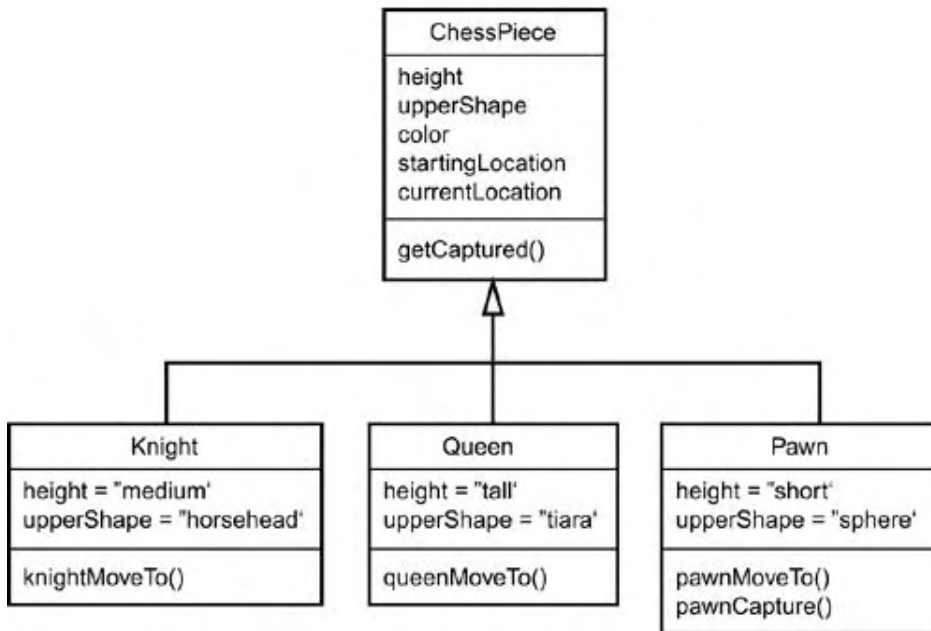 ChessPiece
height
upperShape
color
startingLocation
currentLocation
getCaptured()
Knight
height = ”medium‘
upperShape = ”horsehead‘
knightMoveTo()
Queen
height = ”tall‘
upperShape = ”tiara‘
queenMoveTo()
Pawn
height = ”short‘
upperShape = ”sphere‘
pawnMoveTo()
pawnCapture()